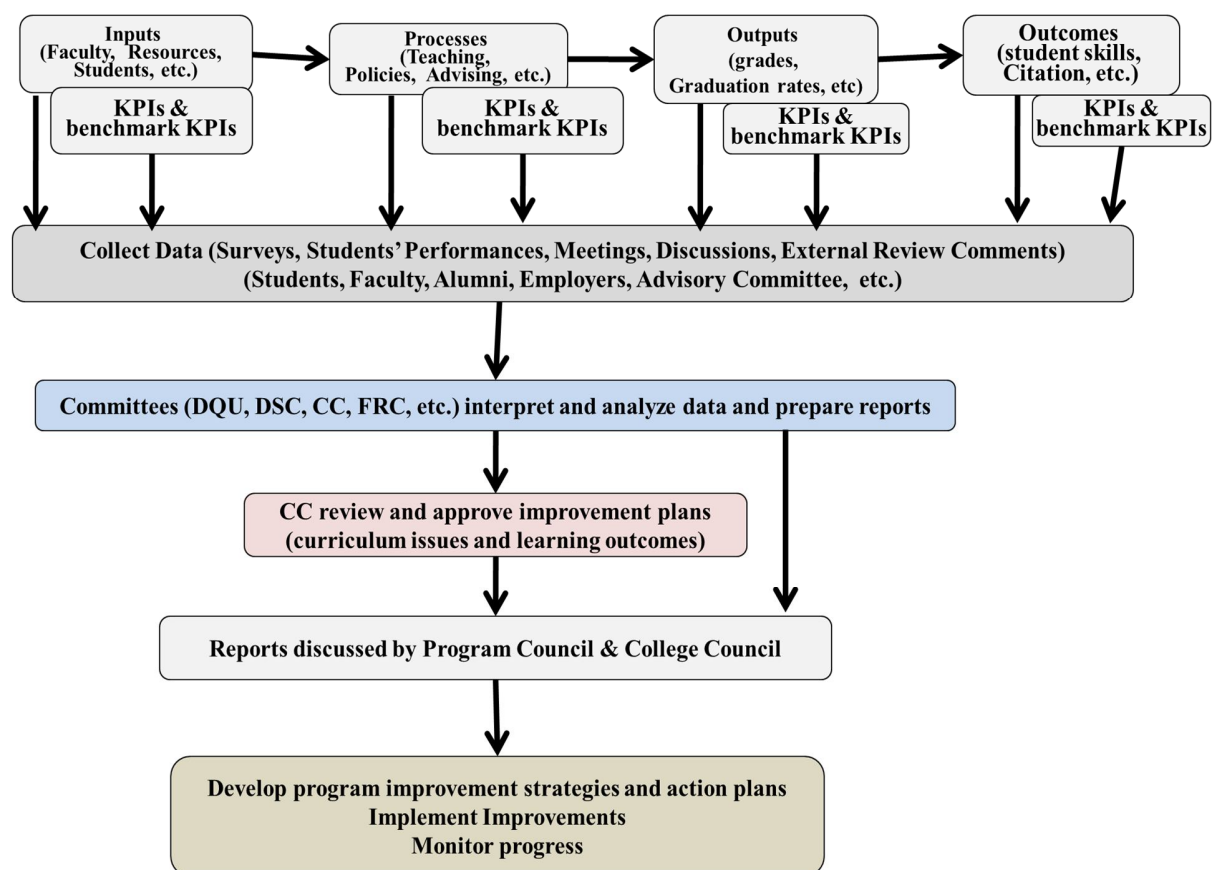 Inputs
(Faculty, Resources,
Students, etc.)
KPIs &
benchmark KPIs
Processes
(Teaching,
Policies, Advising, etc.)
KPIs &
benchmark KPIs
Outputs
(grades,
Graduation rates, etc)
KPIs &
benchmark KPIs
Outcomes
(student skills,
Citation, etc.)
KPIs &
benchmark KPIs
Collect Data (Surveys, Students' Performances, Meetings, Discussions, External Review Comments)
(Students, Faculty, Alumni, Employers, Advisory Committee, etc.)
Committees (DQU, DSC, CC, FRC, etc.) interpret and analyze data and prepare reports
CC review and approve improvement plans
(curriculum issues and learning outcomes)
Reports discussed by Program Council & College Council
Develop program improvement strategies and action plans
Implement Improvements
Monitor progress